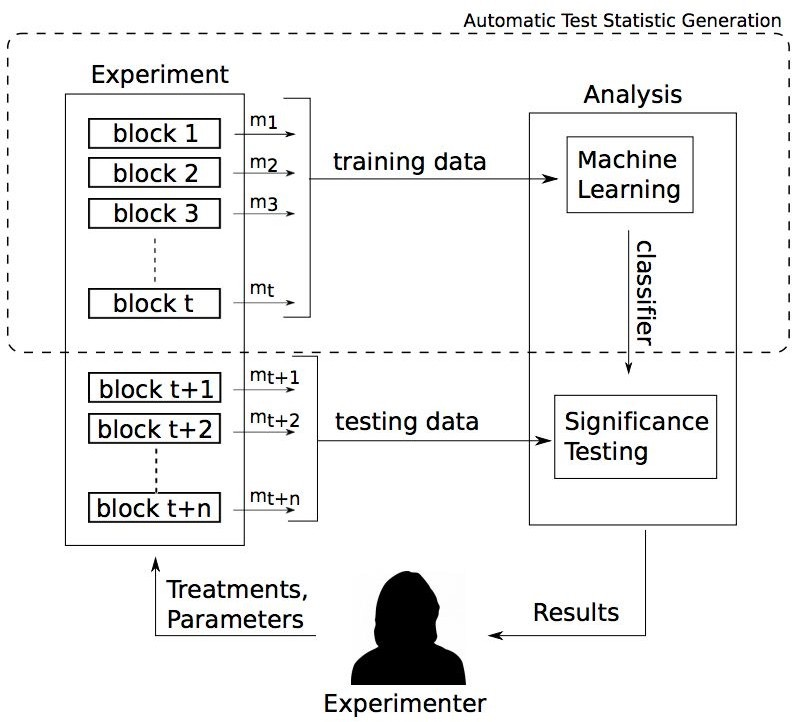 Automatic Test Statistic Generation
Experiment
block 1
m1
block 2
m2
block 3
m3
block t
mt
training data
Analysis
Machine
Learning
classifier
block t+1
mt+1
block t+2
mt+2
block t+n
mt+n
testing data
Significance
Testing
Treatments,
Parameters
Results
Experimenter